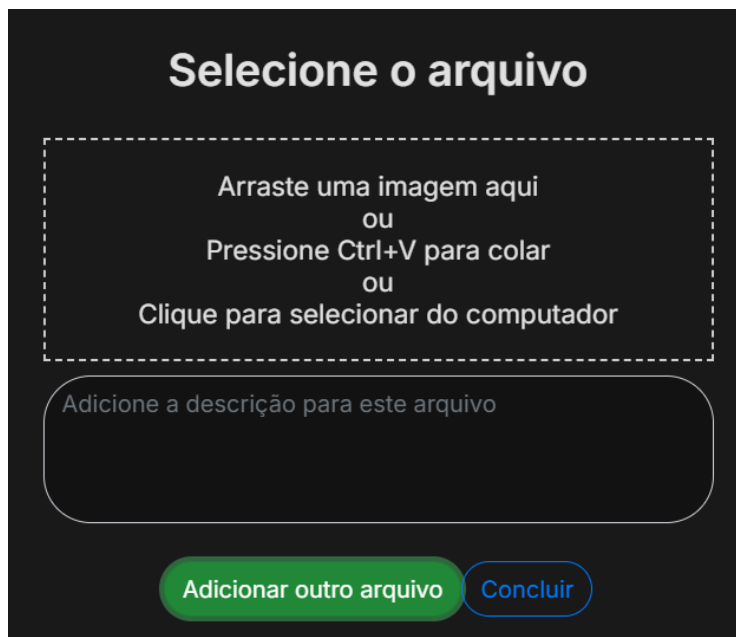 Selecione o arquivo
Arraste uma imagem aqui
ou
Pressione Ctrl+V para colar
ou
Clique para selecionar do computador
Adicione a descrição para este arquivo
Adicionar outro arquivo
Concluir